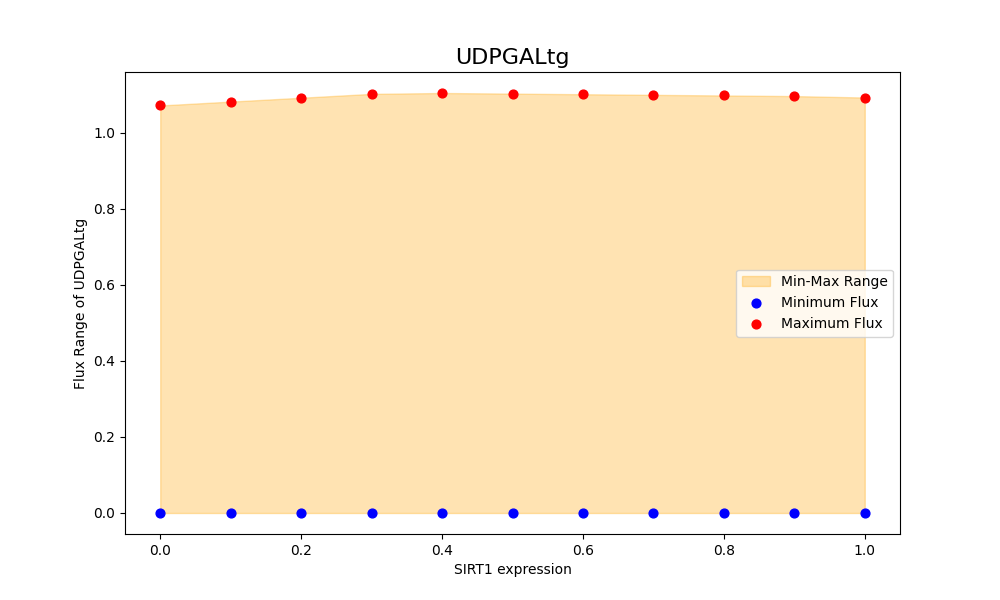 UDPGALtg
Flux Range of UDPGALtg
1.0
0.8
0.6
0.4
0.2
0.0
Min-Max Range
Minimum Flux
Maximum Flux
0.0 0.2 0.4 0.6 0.8 1.0
SIRT1 expression